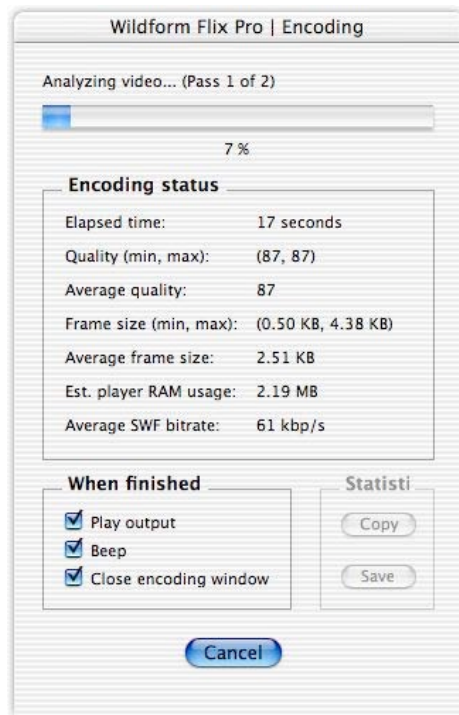 Wildform Flix Pro | Encoding
Analyzing video... (Pass 1 of 2)
7 %
Encoding status
Elapsed time: 17 seconds
Quality (min, max): (87, 87)
Average quality: 87
Frame size (min, max): (0.50 KB, 4.38 KB)
Average frame size: 2.51 KB
Est. player RAM usage: 2.19 MB
Average SWF bitrate: 61 kbp/s
When finished
Play output
Beep
Close encoding window
Statisti
Copy
Save
Cancel